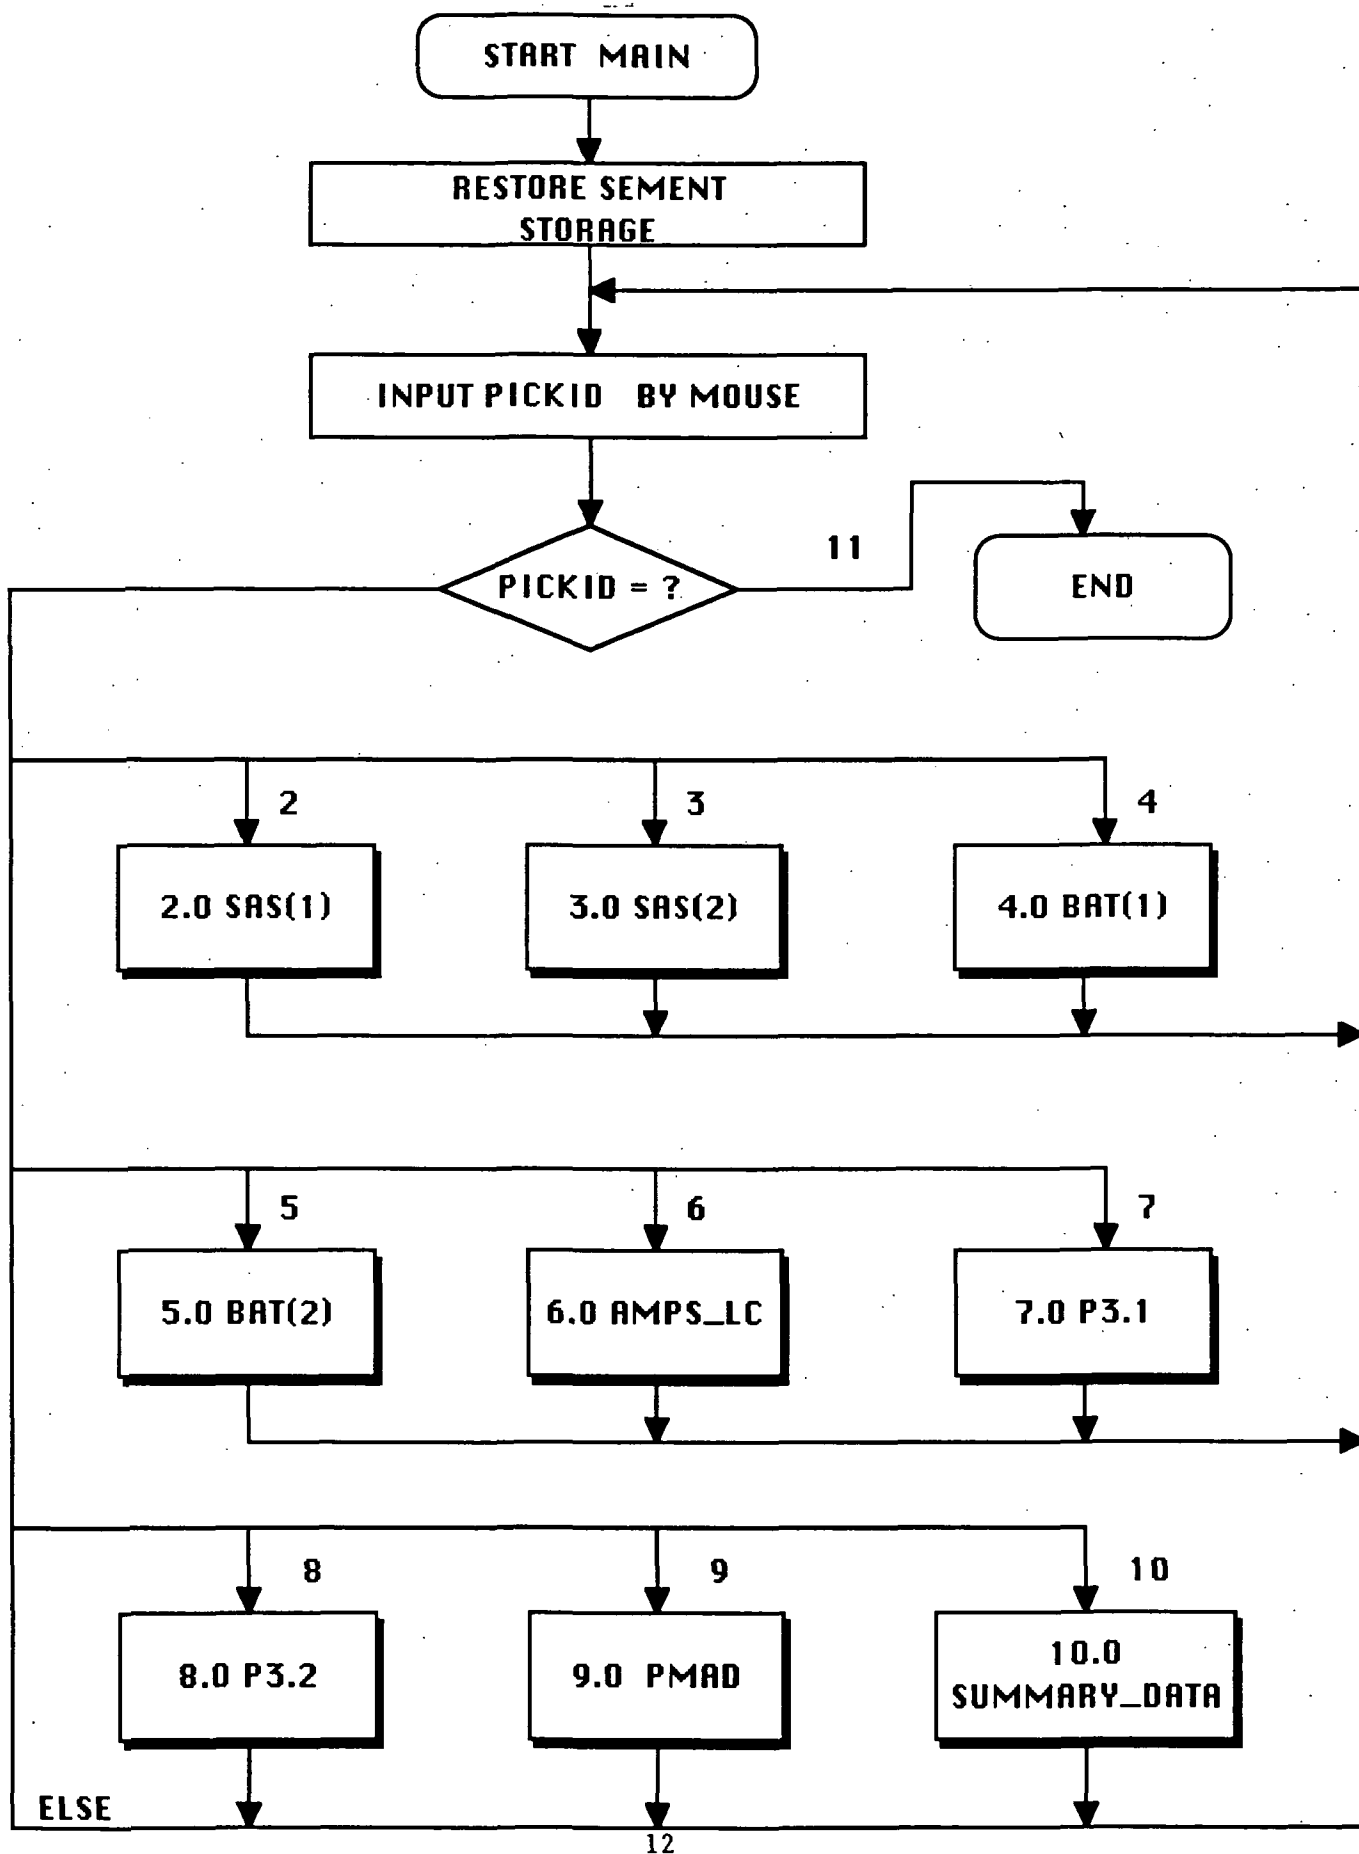 START MAIN
RESTORE SEMENT
STORAGE
INPUT PICKID BY MOUSE
11
PICKID = ?
END
2
3
4
2.0 SAS(1)
3.0 SAS(2)
4.0 BAT(1)
5
6
7
5.0 BAT(2)
6.0 AMPS_LC
7.0 P3.1
8
9
10
8.0 P3.2
9.0 PMAD
10.0
SUMMARY_DATA
ELSE
12